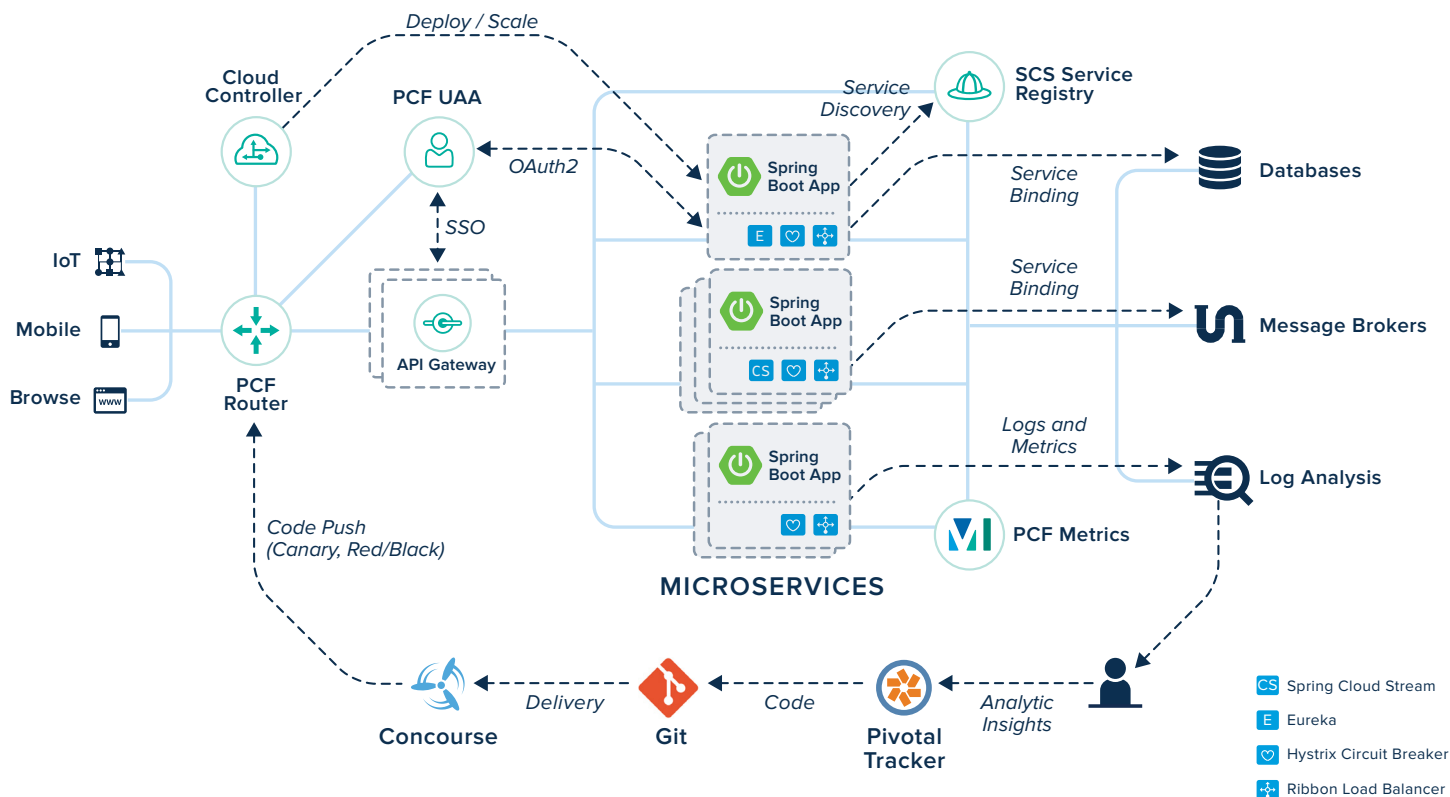 Deploy / Scale
Cloud
Controller
PCF UAA
Service
Discovery
SCS Service
Registry
OAuth2
Spring
Boot App
Service
Binding
Databases
SSO
E
IoT
Mobile
Browse
www
PCF
Router
API Gateway
Spring
Boot App
CS
Service
Binding
Message Brokers
Spring
Boot App
Logs and
Metrics
Log Analysis
PCF Metrics
MICROSERVICES
Code Push
(Canary, Red/Black)
Concourse
Delivery
Git
Code
Pivotal
Tracker
Analytic
Insights
CS Spring Cloud Stream
E Eureka
Hystrix Circuit Breaker
Ribbon Load Balancer